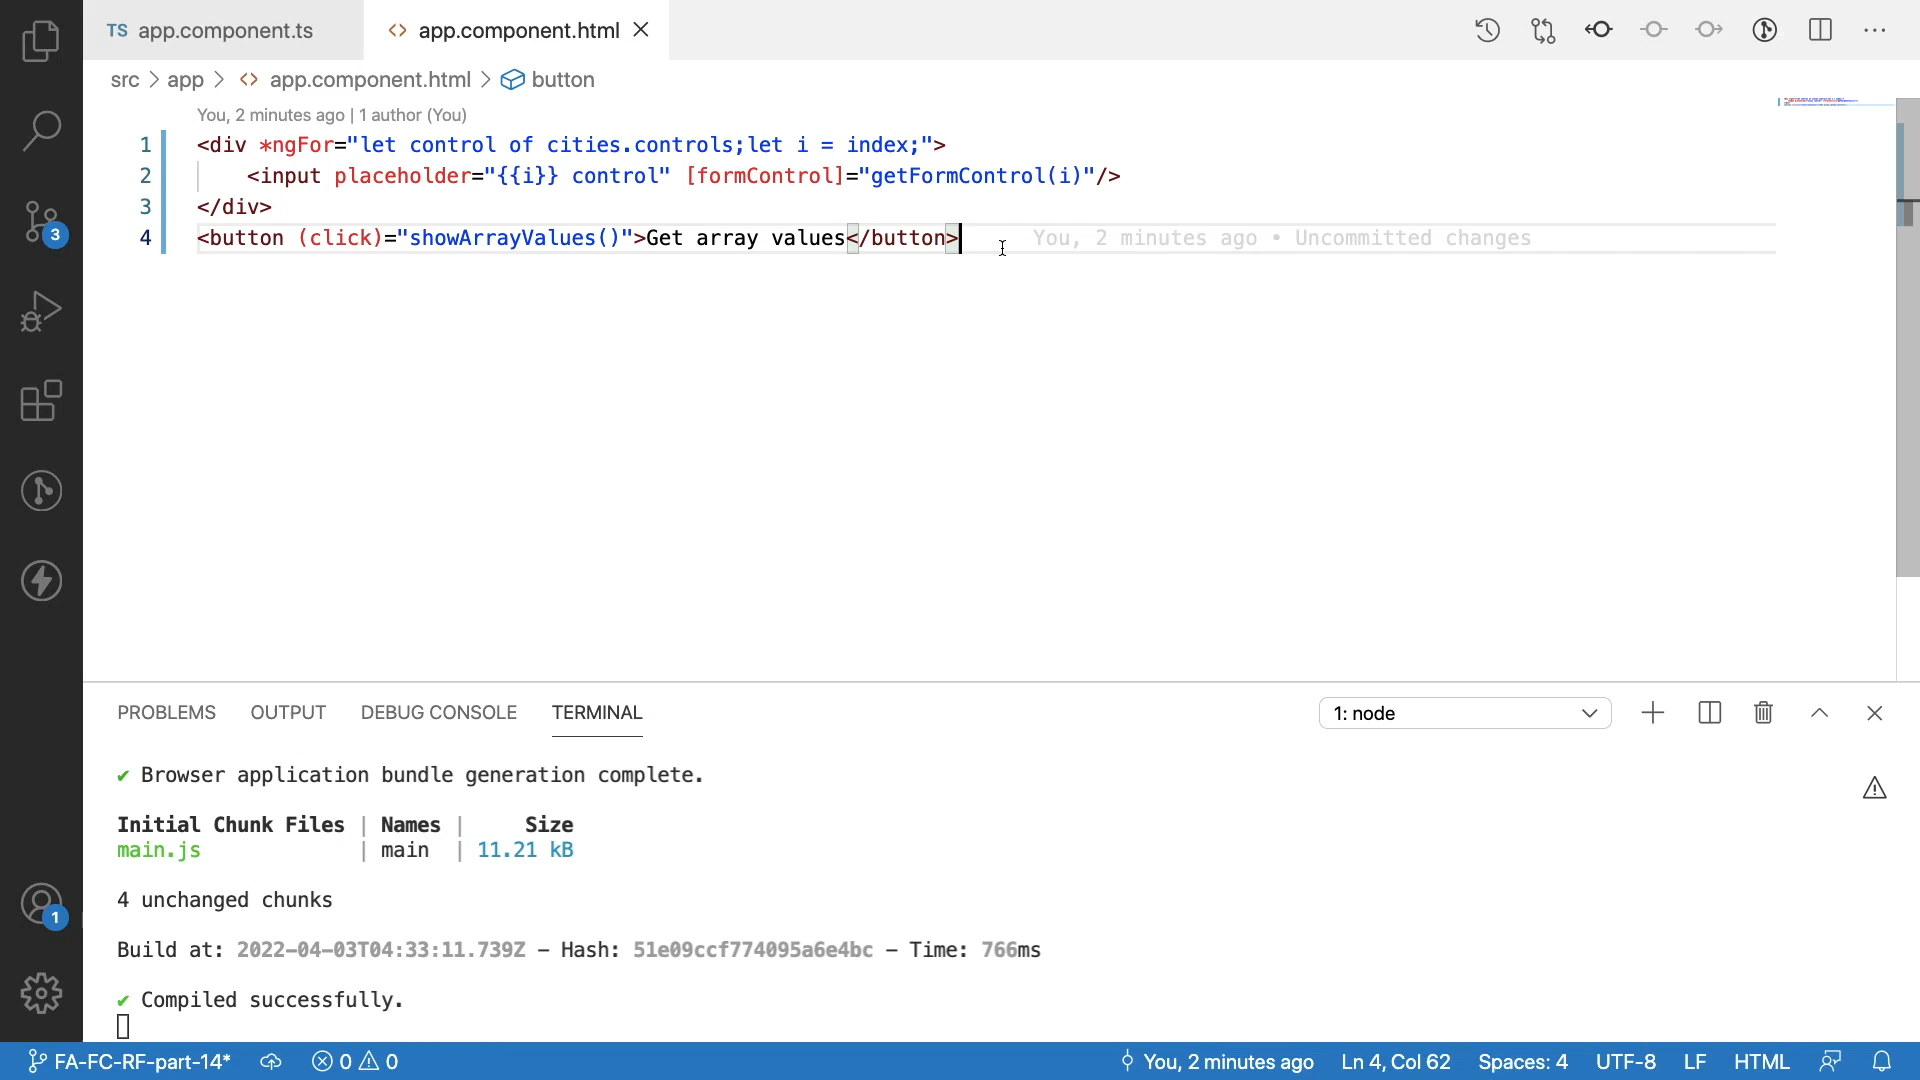 TS app.component.ts <> app.component.html
src > app > <> app.component.html > button
You, 2 minutes ago | 1 author (You)
1 <div *ngFor="let control of cities.controls;let i = index;">
2 <input placeholder="{{i}} control" [formControl]="getFormControl(i)"/>
3 </div>
4 <button (click)="showArrayValues()">Get array values</button> You, 2 minutes ago • Uncommitted changes
3
PROBLEMS OUTPUT DEBUG CONSOLE TERMINAL 1: node
✔ Browser application bundle generation complete.
Initial Chunk Files | Names | Size
main.js | main | 11.21 kB
4 unchanged chunks
1
Build at: 2022-04-03T04:33:11.739Z - Hash: 51e09ccf774095a6e4bc - Time: 766ms
✔ Compiled successfully.
FA-FC-RF-part-14* 0 0 You, 2 minutes ago Ln 4, Col 62 Spaces: 4 UTF-8 LF HTML